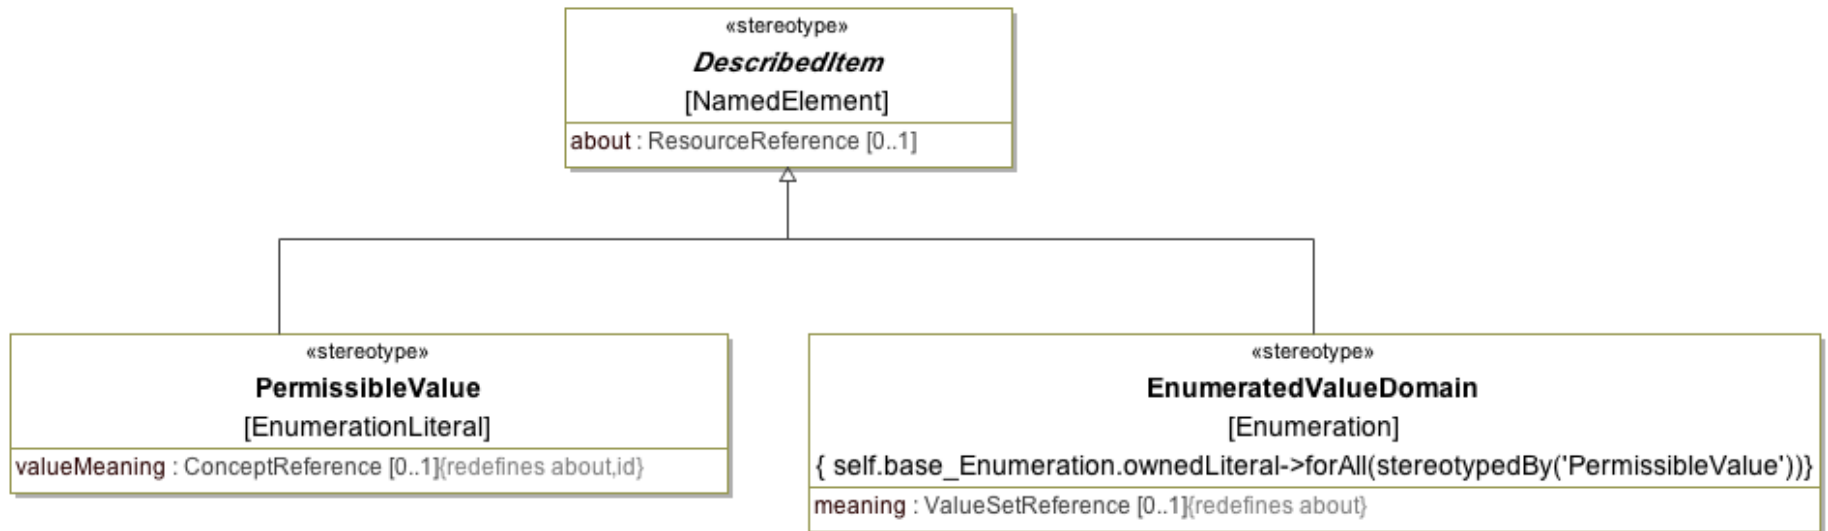 «stereotype»
DescribedItem
[NamedElement]
about : ResourceReference [0..1]
«stereotype»
PermissibleValue
[EnumerationLiteral]
valueMeaning : ConceptReference [0..1]{redefines about,id}
«stereotype»
EnumeratedValueDomain
[Enumeration]
{ self.base_Enumeration.ownedLiteral->forAll(stereotypedBy('PermissibleValue'))}
meaning : ValueSetReference [0..1]{redefines about}